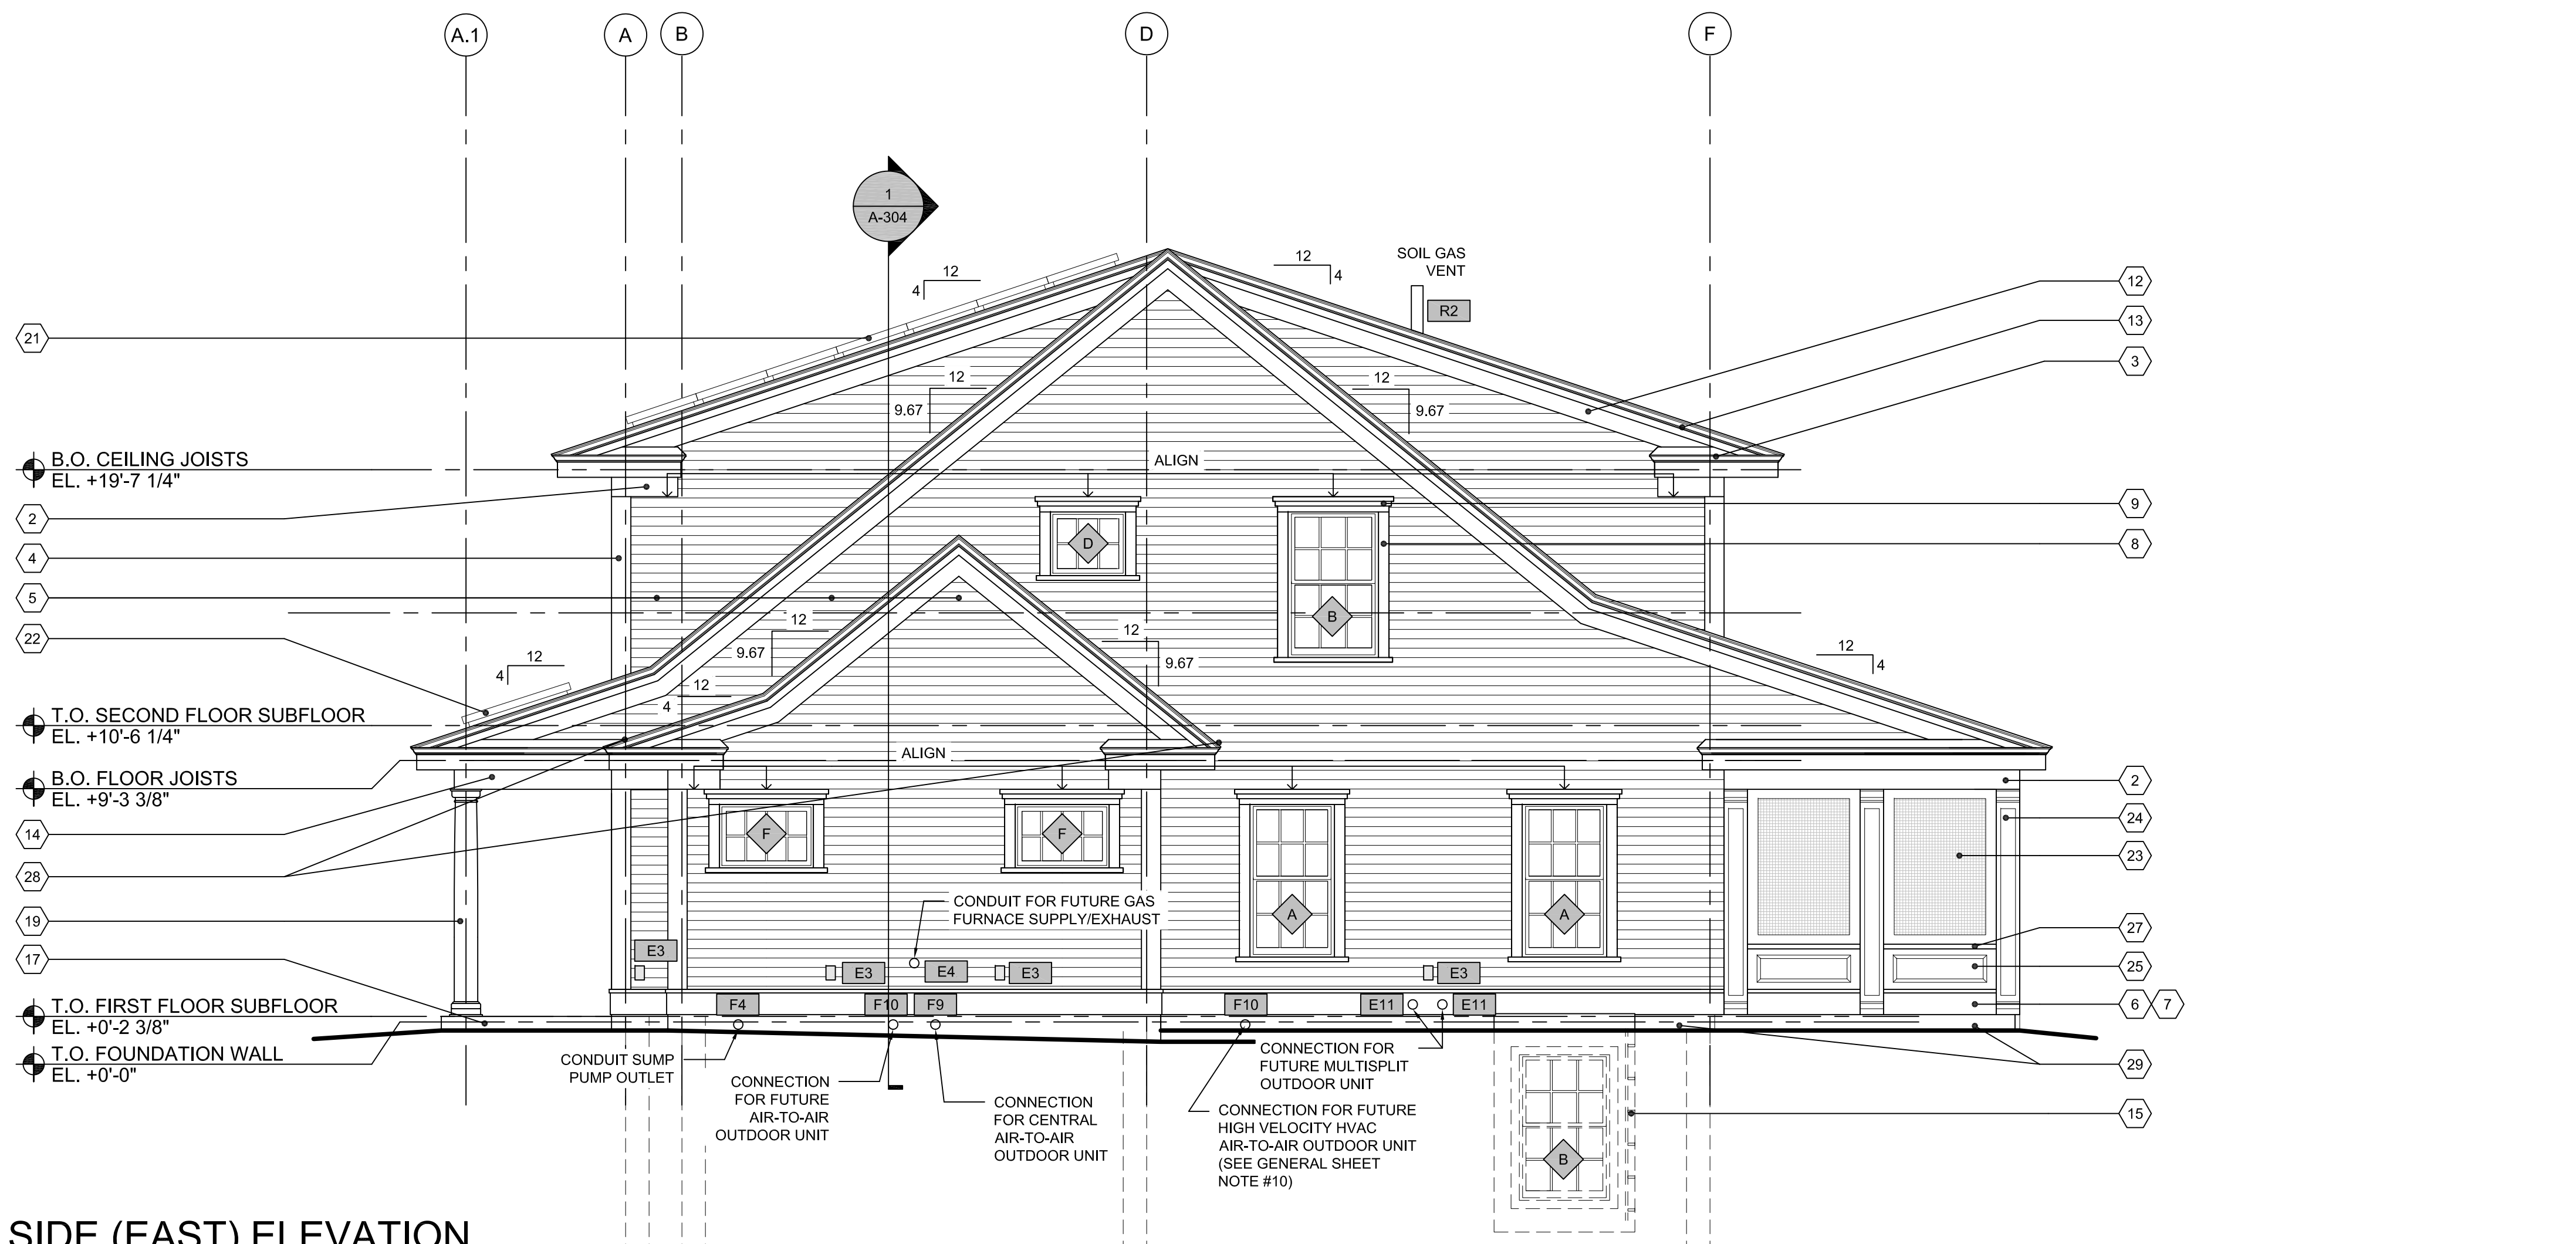 A.1 A B D F
1
A-304
12
4
12
4
SOIL GAS
VENT
R2
12
13
3
21
12
9.67
12
9.67
B.O. CEILING JOISTS
EL. +19'-7 1/4"
ALIGN
2
4
5
22
9
8
D
B
12
9.67
12
9.67
12
4
12
4
12
4
T.O. SECOND FLOOR SUBFLOOR
EL. +10'-6 1/4"
ALIGN
B.O. FLOOR JOISTS
EL. +9'-3 3/8"
14
28
19
17
2
24
23
27
25
6 7
29
15
F F A A
CONDUIT FOR FUTURE GAS
FURNACE SUPPLY/EXHAUST
E3 E3 E4 E3 E3
F4 F10 F9 F10 E11 E11
T.O. FIRST FLOOR SUBFLOOR
EL. +0'-2 3/8"
T.O. FOUNDATION WALL
EL. +0'-0"
CONDUIT SUMP
PUMP OUTLET
CONNECTION
FOR FUTURE
AIR-TO-AIR
OUTDOOR UNIT
CONNECTION
FOR CENTRAL
AIR-TO-AIR
OUTDOOR UNIT
CONNECTION FOR
FUTURE MULTISPLIT
OUTDOOR UNIT
CONNECTION FOR FUTURE
HIGH VELOCITY HVAC
AIR-TO-AIR OUTDOOR UNIT
(SEE GENERAL SHEET
NOTE #10)
B
SIDE (EAST) ELEVATION